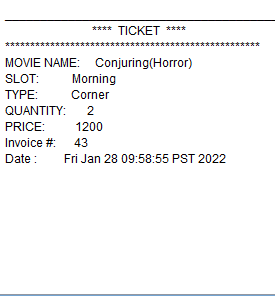 **** TICKET ****
***************************************************
MOVIE NAME: Conjuring(Horror)
SLOT: Morning
TYPE: Corner
QUANTITY: 2
PRICE: 1200
Invoice #: 43
Date : Fri Jan 28 09:58:55 PST 2022